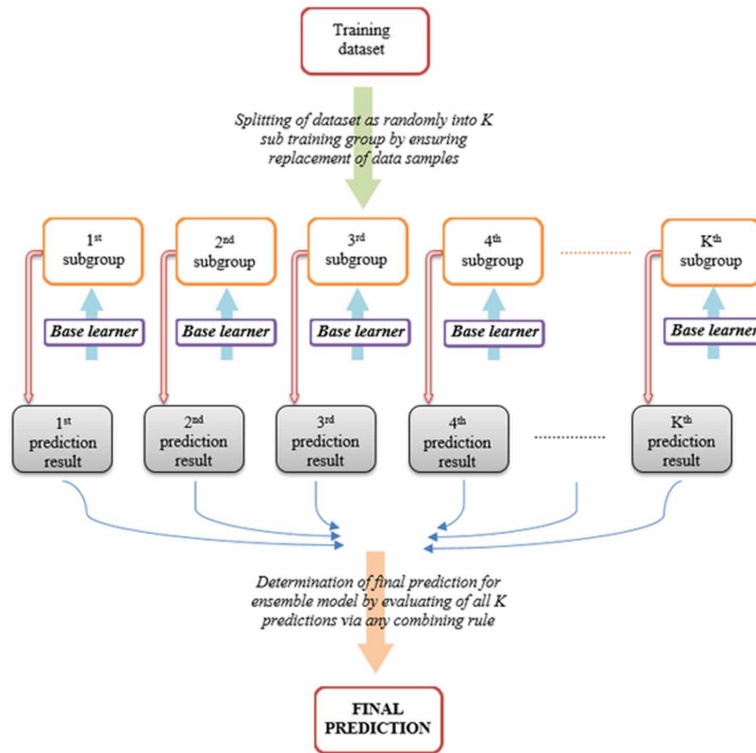 Training
dataset
Splitting of dataset as randomly into K
sub training group by ensuring
replacement of data samples
1st
subgroup
2nd
subgroup
3rd
subgroup
4th
subgroup
Kth
subgroup
Base learner
Base learner
Base learner
Base learner
Base learner
1st
prediction
result
2nd
prediction
result
3rd
prediction
result
4th
prediction
result
Kth
prediction
result
Determination of final prediction for
ensemble model by evaluating of all K
predictions via any combining rule
FINAL
PREDICTION